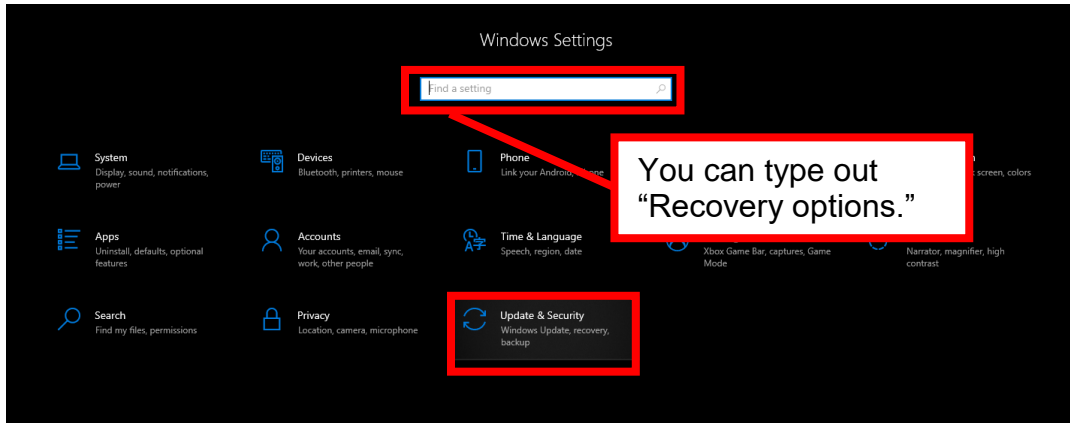 Windows Settings
Find a setting
You can type out
“Recovery options.”
System
Display, sound, notifications,
power
Devices
Bluetooth, printers, mouse
Phone
Link your Android,
screen, colors
Apps
Uninstall, defaults, optional
features
Accounts
Your accounts, email, sync,
work, other people
Time & Language
Speech, region, date
Xbox Game Bar, captures, Game
Mode
Narrator, magnifier, high
contrast
Search
Find my files, permissions
Privacy
Location, camera, microphone
Update & Security
Windows Update, recovery,
backup